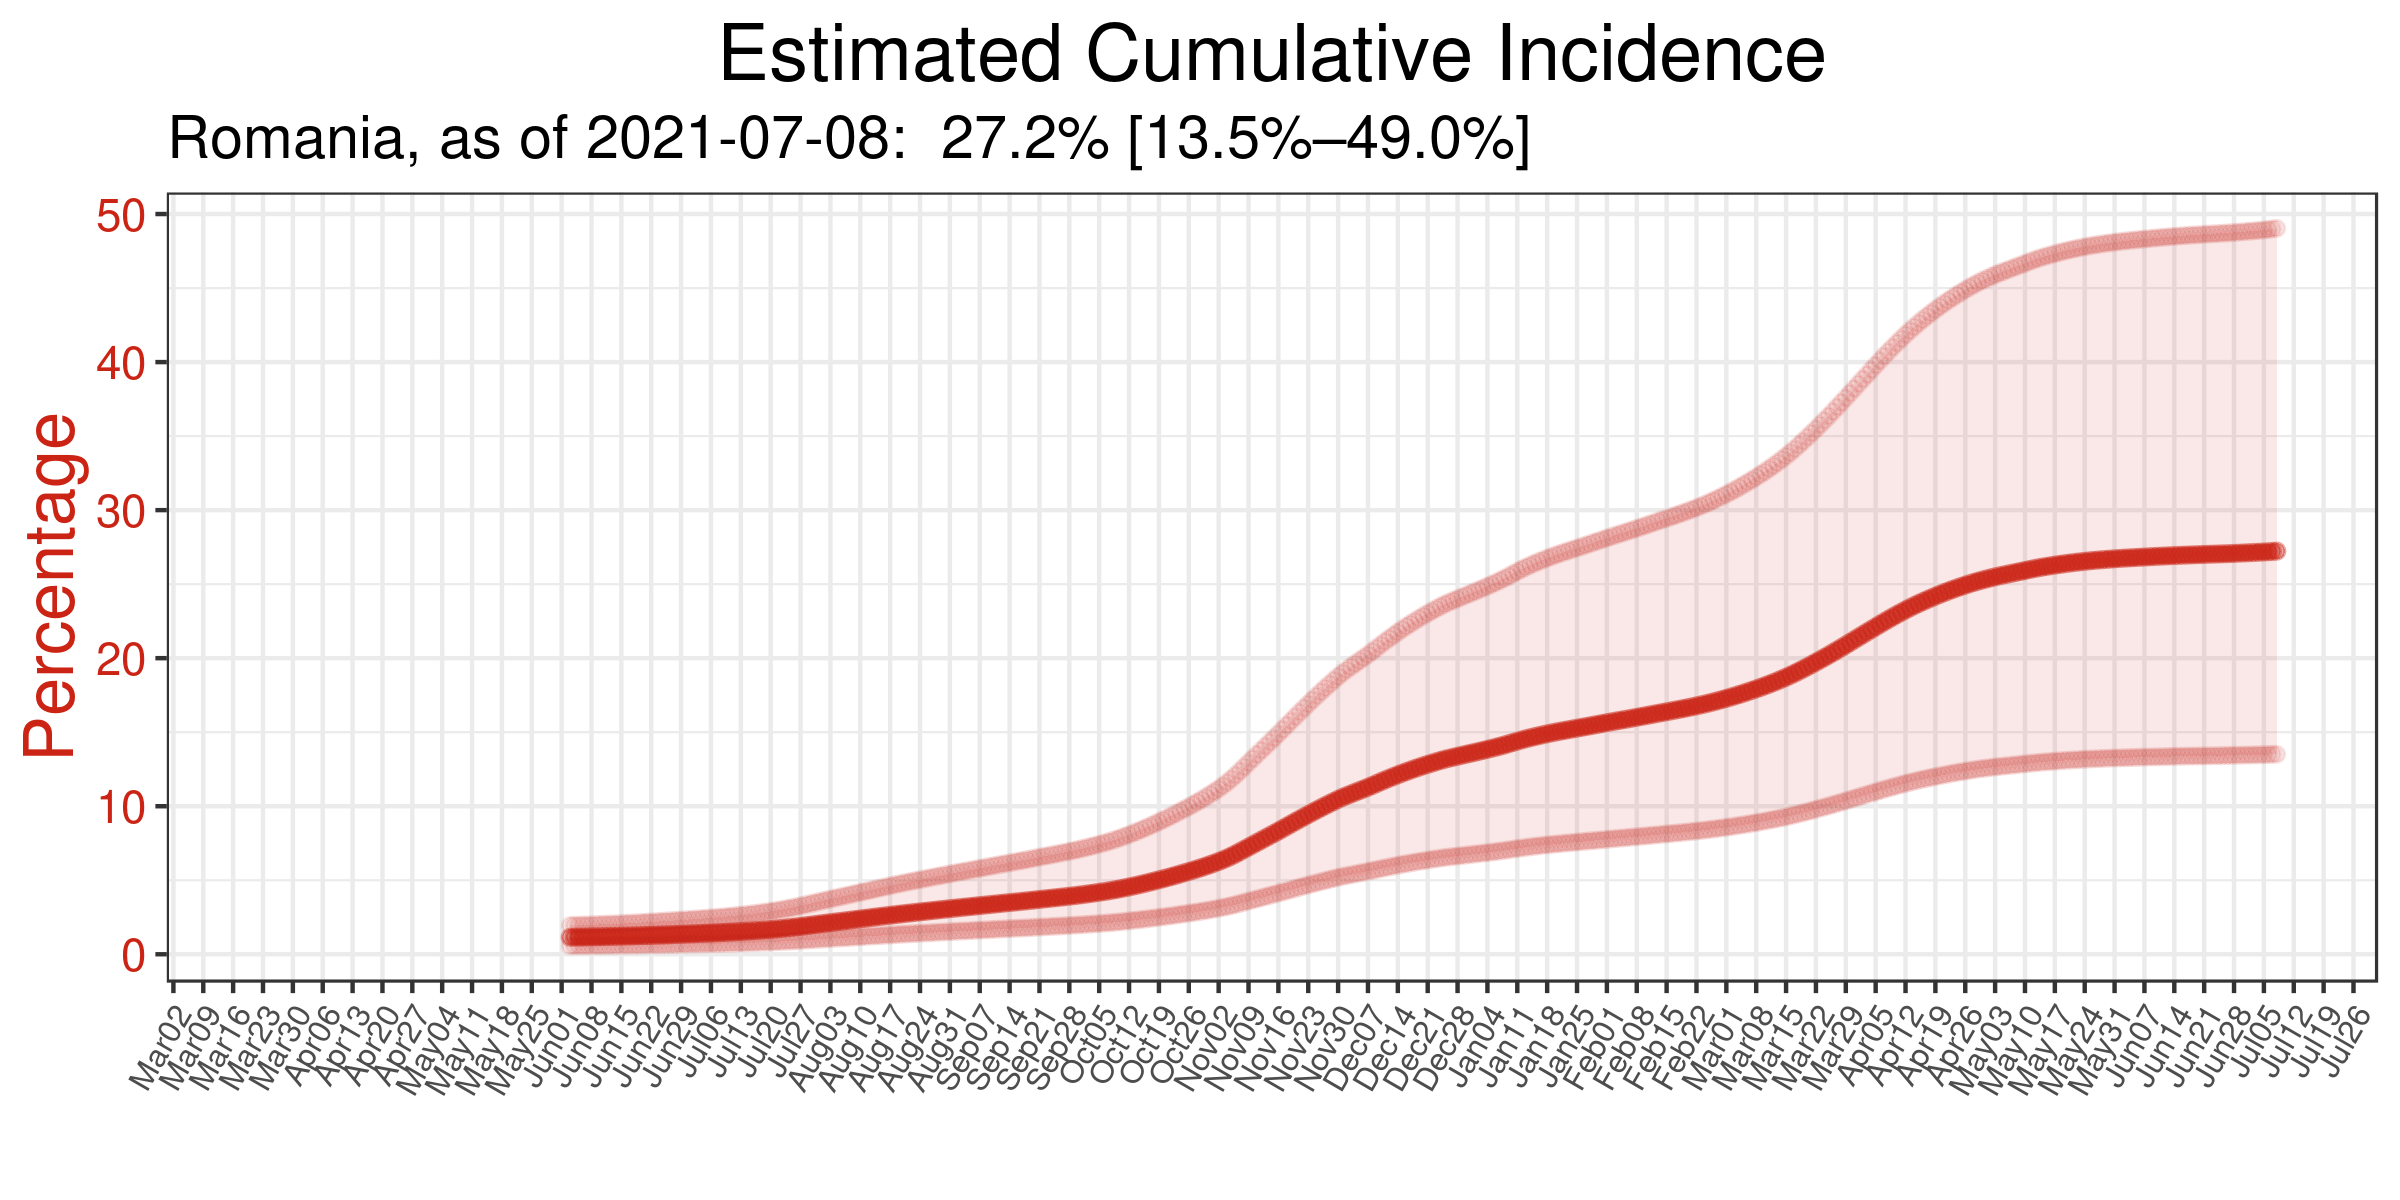 Estimated Cumulative Incidence
Romania, as of 2021-07-08:  27.2% [13.5%–49.0%]
Percentage
50
40
30
20
10
0
Mar02
Mar09
Mar16
Mar23
Mar30
Apr06
Apr13
Apr20
Apr27
May04
May11
May18
May25
Jun01
Jun08
Jun15
Jun22
Jun29
Jul06
Jul13
Jul20
Jul27
Aug03
Aug10
Aug17
Aug24
Aug31
Sep07
Sep14
Sep21
Sep28
Oct05
Oct12
Oct19
Oct26
Nov02
Nov09
Nov16
Nov23
Nov30
Dec07
Dec14
Dec21
Dec28
Jan04
Jan11
Jan18
Jan25
Feb01
Feb08
Feb15
Feb22
Mar01
Mar08
Mar15
Mar22
Mar29
Apr05
Apr12
Apr19
Apr26
May03
May10
May17
May24
May31
Jun07
Jun14
Jun21
Jun28
Jul05
Jul12
Jul19
Jul26